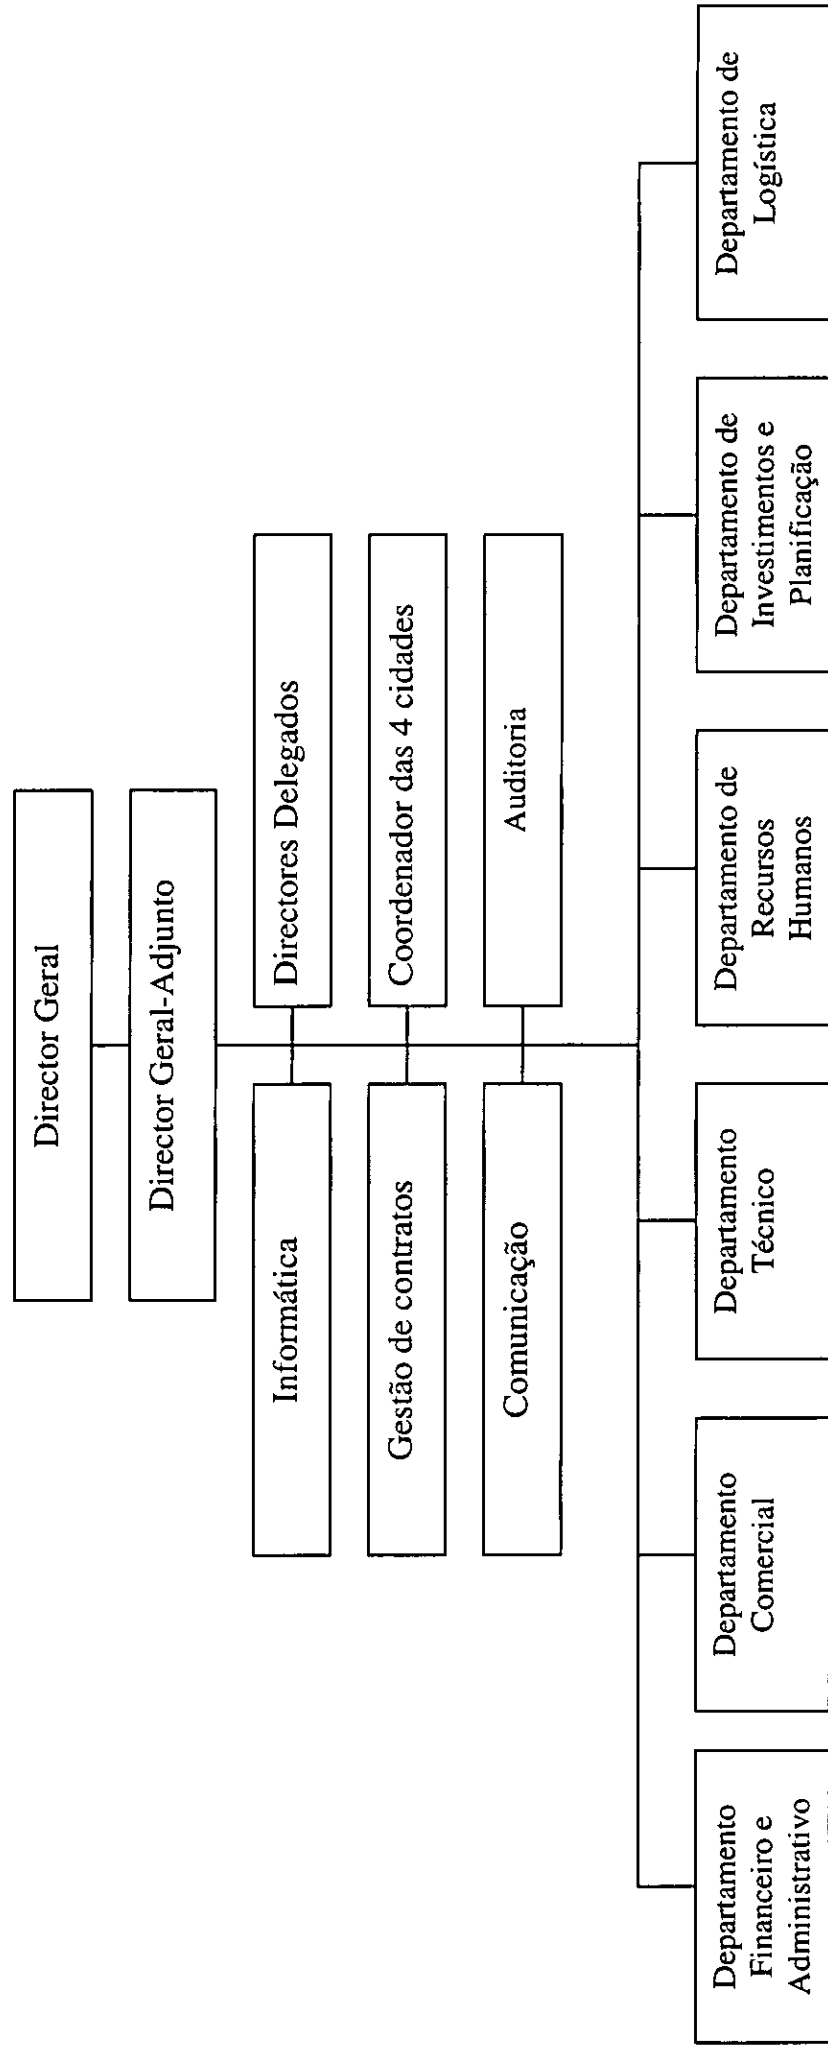 Director Geral
Director Geral-Adjunto
Informática
Directores Delegados
Gestão de contratos
Coordenador das 4 cidades
Comunicação
Auditoria
Departamento
Financeiro e
Administrativo
Departamento
Comercial
Departamento
Técnico
Departamento de
Recursos
Humanos
Departamento de
Investimentos e
Planificação
Departamento de
Logística